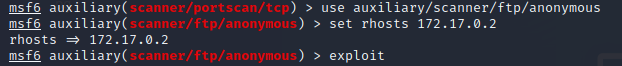 msf6 auxiliary(scanner/portscan/tcp) > use auxiliary/scanner/ftp/anonymous
msf6 auxiliary(scanner/ftp/anonymous) > set rhosts 172.17.0.2
rhosts => 172.17.0.2
msf6 auxiliary(scanner/ftp/anonymous) > exploit